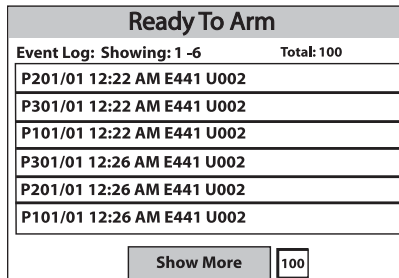 Ready To Arm
Event Log: Showing: 1 -6 Total: 100
P201/01 12:22 AM E441 U002
P301/01 12:22 AM E441 U002
P101/01 12:22 AM E441 U002
P301/01 12:26 AM E441 U002
P201/01 12:26 AM E441 U002
P101/01 12:26 AM E441 U002
Show More 100